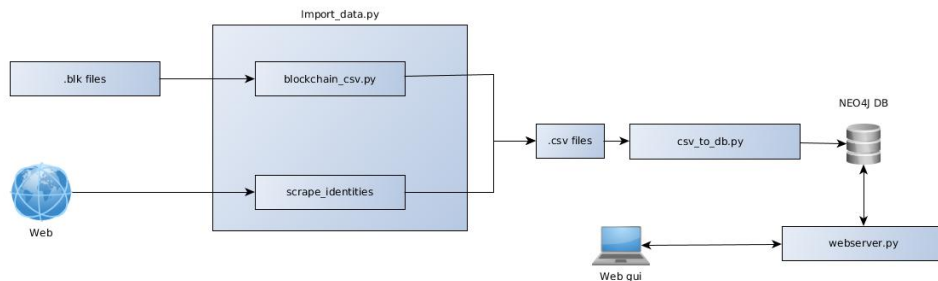 Import_data.py
.blk files
blockchain_csv.py
NEO4J DB
.csv files
csv_to_db.py
scrape_identities
Web
webserver.py
Web gui